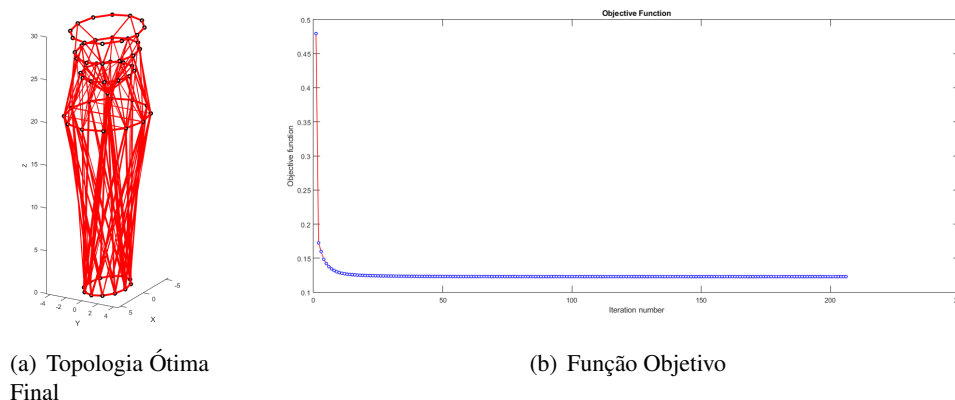 Objective Function
0.5
0.45
0.4
0.35
0.3
0.25
0.2
0.15
0.1
Objective function
0 50 100 150 200
Iteration number
30
25
20
15
10
5
0
z
-4 -2 0 2 4
Y
5 0 -5
X
(a) Topologia Ótima
Final
(b) Função Objetivo